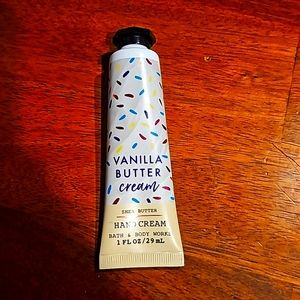 VANILLA
BUTTER
cream
SHEA BUTTER
HAND CREAM
BATH & BODY WORKS
1 FL OZ/29 mL